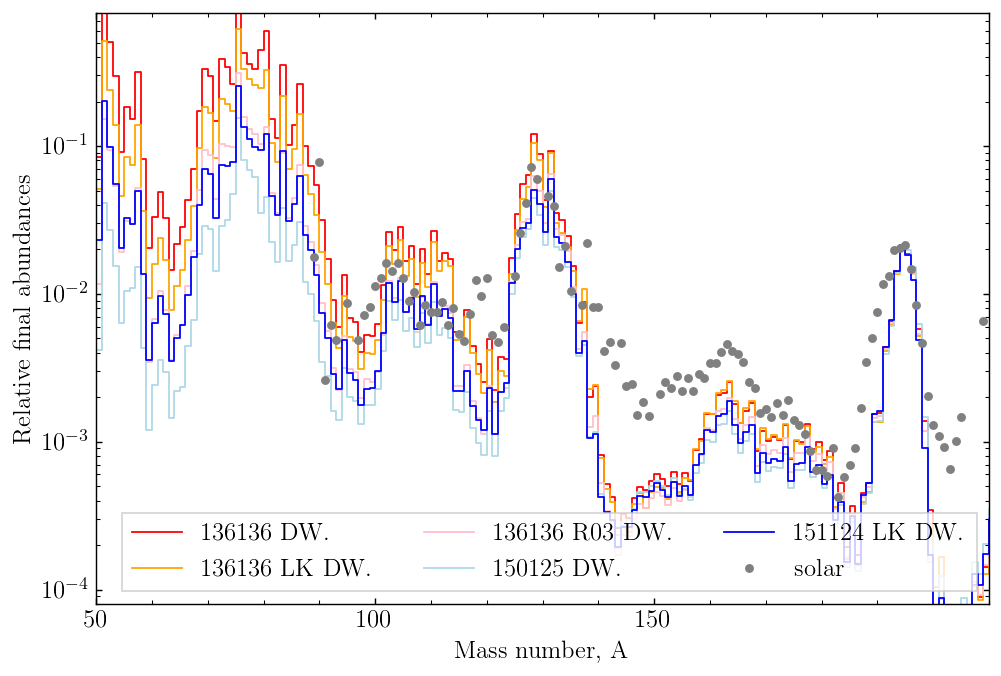 Relative final abundances
10⁻¹
10⁻²
10⁻³
10⁻⁴
136136 DW.
136136 R03 DW.
151124 LK DW.
136136 LK DW.
150125 DW.
solar
50
100
150
Mass number, A